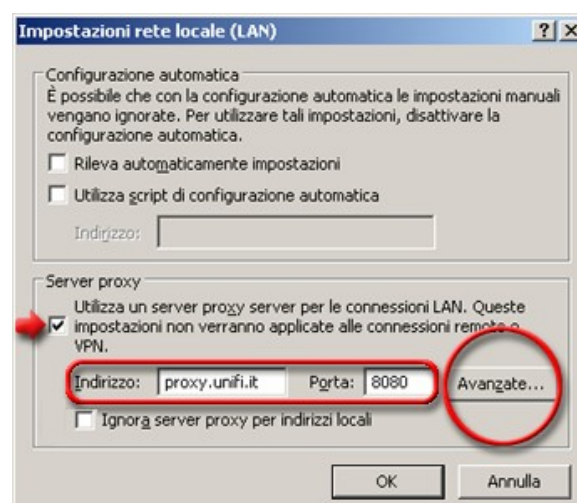 Impostazioni rete locale (LAN)
Configurazione automatica
È possibile che con la configurazione automatica le impostazioni manuali
vengano ignorate. Per utilizzare tali impostazioni, disattivare la
configurazione automatica.
Rileva automaticamente impostazioni
Utilizza script di configurazione automatica
Indirizzo:
Server proxy
Utilizza un server proxy server per le connessioni LAN. Queste
impostazioni non verranno applicate alle connessioni remote o
VPN.
Indirizzo: proxy.unifi.it Porta: 8080 Avanzate...
Ignora server proxy per indirizzi locali
OK Annulla